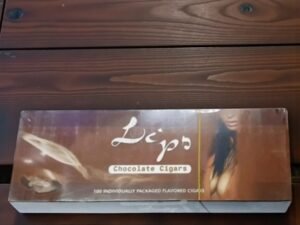 Lips
Chocolate Cigars
100 INDIVIDUALLY PACKAGED FLAVORED CIGARS